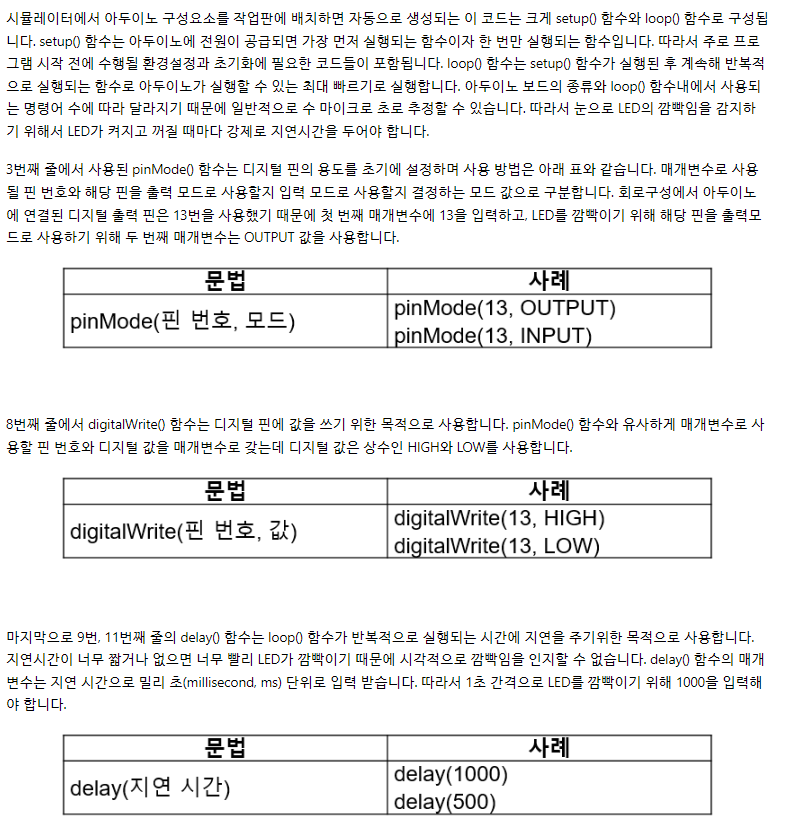 시뮬레이터에서 아두이노 구성요소를 작업판에 배치하면 자동으로 생성되는 이 코드는 크게 setup() 함수와 loop() 함수로 구성됩
니다. setup() 함수는 아두이노에 전원이 공급되면 가장 먼저 실행되는 함수이자 한 번만 실행되는 함수입니다. 따라서 주로 프로
그램 시작 전에 수행될 환경설정과 초기화에 필요한 코드들이 포함됩니다. loop() 함수는 setup() 함수가 실행된 후 계속해 반복적
으로 실행되는 함수로 아두이노가 실행할 수 있는 최대 빠르기로 실행합니다. 아두이노 보드의 종류와 loop() 함수내에서 사용되
는 명령어 수에 따라 달라지기 때문에 일반적으로 수 마이크로 초로 추정할 수 있습니다. 따라서 눈으로 LED의 깜빡임을 감지하
기 위해서 LED가 켜지고 꺼질 때마다 강제로 지연시간을 두어야 합니다.
3번째 줄에서 사용된 pinMode() 함수는 디지털 핀의 용도를 초기에 설정하며 사용 방법은 아래 표와 같습니다. 매개변수로 사용
될 핀 번호와 해당 핀을 출력 모드로 사용할지 입력 모드로 사용할지 결정하는 모드 값으로 구분합니다. 회로구성에서 아두이노
에 연결된 디지털 출력 핀은 13번을 사용했기 때문에 첫 번째 매개변수에 13을 입력하고, LED를 깜빡이기 위해 해당 핀을 출력모
드로 사용하기 위해 두 번째 매개변수는 OUTPUT 값을 사용합니다.
문법 사례
pinMode(핀 번호, 모드) pinMode(13, OUTPUT)
pinMode(13, INPUT)
8번째 줄에서 digitalWrite() 함수는 디지털 핀에 값을 쓰기 위한 목적으로 사용합니다. pinMode() 함수와 유사하게 매개변수로 사
용할 핀 번호와 디지털 값을 매개변수로 갖는데 디지털 값은 상수인 HIGH와 LOW를 사용합니다.
문법 사례
digitalWrite(핀 번호, 값) digitalWrite(13, HIGH)
digitalWrite(13, LOW)
마지막으로 9번, 11번째 줄의 delay() 함수는 loop() 함수가 반복적으로 실행되는 시간에 지연을 주기위한 목적으로 사용합니다.
지연시간이 너무 짧거나 없으면 너무 빨리 LED가 깜빡이기 때문에 시각적으로 깜빡임을 인지할 수 없습니다. delay() 함수의 매개
변수는 지연 시간으로 밀리 초(millisecond, ms) 단위로 입력 받습니다. 따라서 1초 간격으로 LED를 깜빡이기 위해 1000을 입력해
야 합니다.
문법 사례
delay(지연 시간) delay(1000)
delay(500)